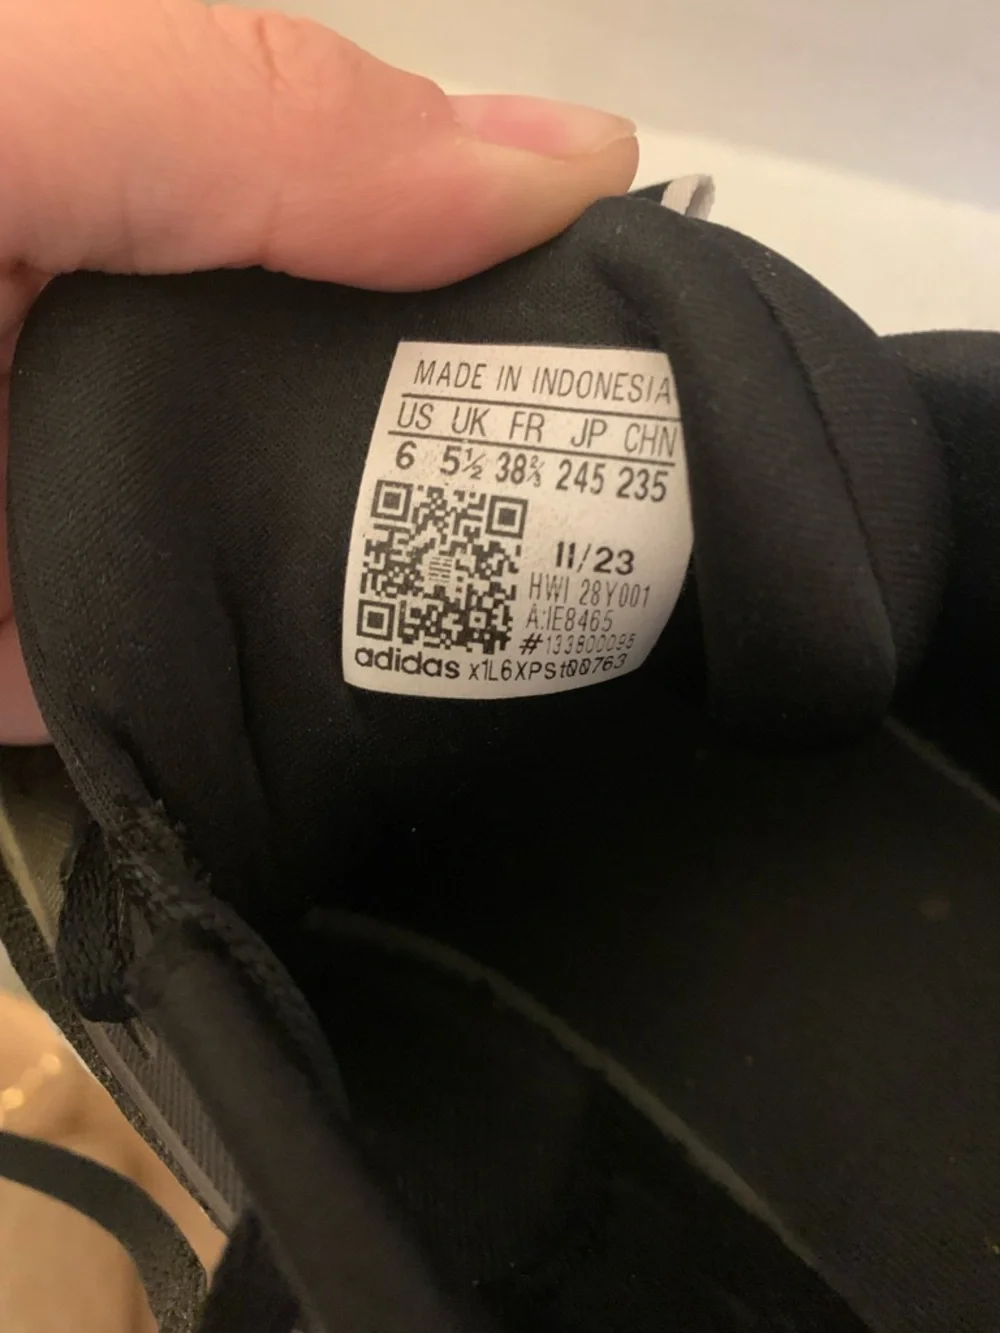 MADE IN INDONESIA
US UK FR JP CHN
6 5½ 38⅔ 245 235
11/23
HWI 28Y001
A:IE8465
#133800095
adidas x1L6XPSt00763